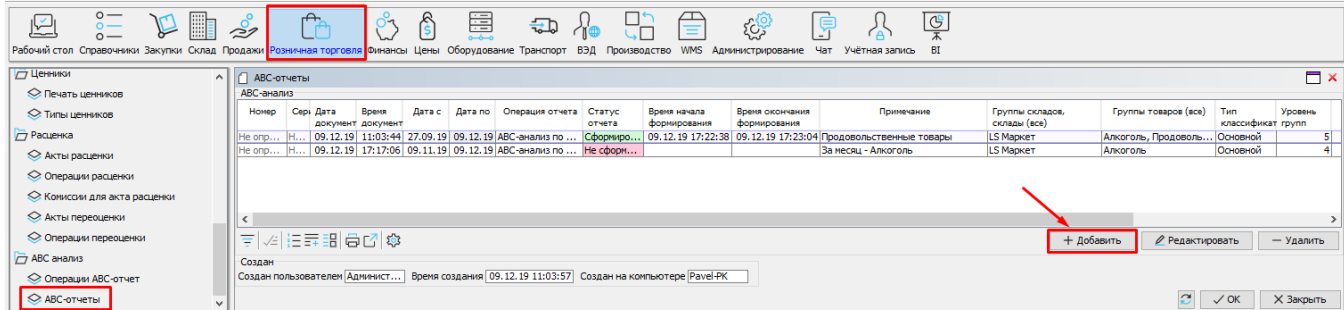 Рабочий стол Справочники Закупки Склад Продажи Розничная торговля Финансы Цены Оборудование Транспорт ВЭД Производство WMS Администрирование Чат Учётная запись BI
Ценники
Печать ценников
Типы ценников
Расценка
Акты расценки
Операции расценки
Комиссии для акта расценки
Акты переоценки
Операции переоценки
ABC анализ
Операции ABC-отчет
ABC-отчеты
ABC-отчеты
ABC-анализ
Номер Сери Дата документ Время документ Дата с Дата по Операция отчета Статус отчета Время начала формирования Время окончания формирования Примечание Группы складов, склады (все) Группы товаров (все) Тип классификат Уровень групп
Не опр... Н... 09.12.19 11:03:44 27.09.19 09.12.19 ABC-анализ по ... Сформиро... 09.12.19 17:22:38 09.12.19 17:23:04 Продовольственные товары LS Маркет Алкоголь, Продоволь... Основной 5
Не опр... Н... 09.12.19 17:17:06 09.11.19 09.12.19 ABC-анализ по ... Не сформ... За месяц - Алкоголь LS Маркет Алкоголь Основной 4
+ Добавить Редактировать — Удалить
Создан
Создан пользователем Админист... Время создания 09.12.19 11:03:57 Создан на компьютере Pavel-PK
OK Закрыть